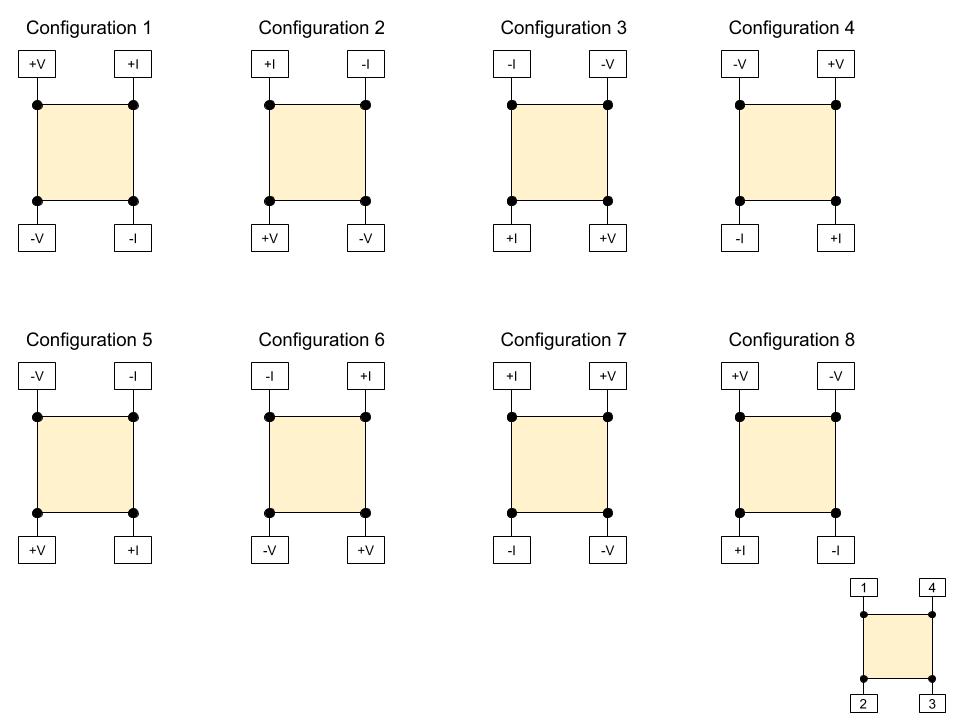 Configuration 1 Configuration 2 Configuration 3 Configuration 4
+V +I +I -I -I -V -V +V
-V -I +V -V +I +V -I +I
Configuration 5 Configuration 6 Configuration 7 Configuration 8
-V -I -I +I +I +V +V -V
+V +I -V +V -I -V +I -I
1 4
2 3